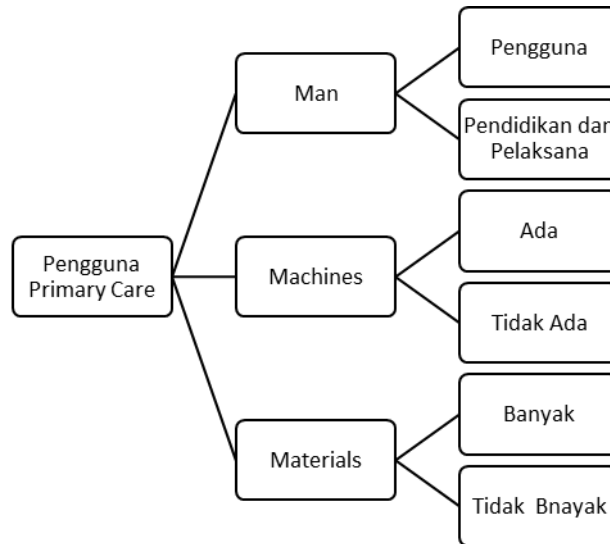 Pengguna
Man
Pendidikan dan
Pelaksana
Ada
Pengguna
Primary Care
Machines
Tidak Ada
Banyak
Materials
Tidak Bnayak